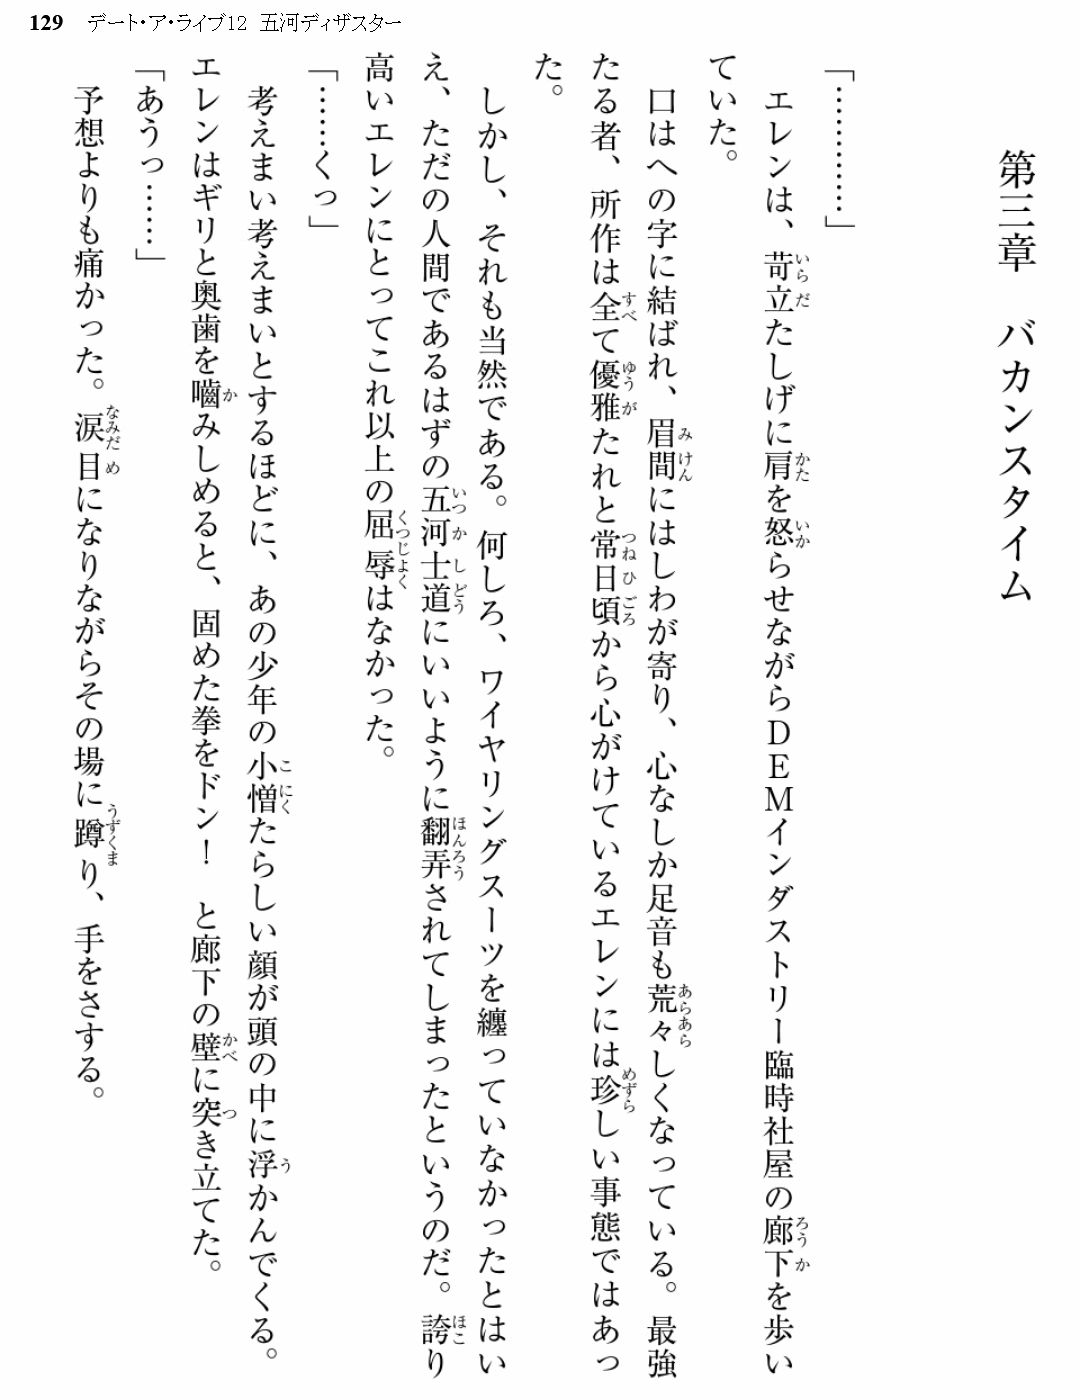 129 デート・ア・ライブ12 五河ディザスター
第三章　バカンスタイム
「…………」
　エレンは、苛立たしげに肩を怒らせながらＤＥＭインダストリー臨時社屋の廊下を歩い
ていた。
　口はへの字に結ばれ、眉間にはしわが寄り、心なしか足音も荒々しくなっている。最強
たる者、所作は全て優雅たれと常日頃から心がけているエレンには珍しい事態ではあっ
た。
　しかし、それも当然である。何しろ、ワイヤリングスーツを纏っていなかったとはい
え、ただの人間であるはずの五河士道にいいように翻弄されてしまったというのだ。誇り
高いエレンにとってこれ以上の屈辱はなかった。
「……くっ」
　考えまい考えまいとするほどに、あの少年の小憎たらしい顔が頭の中に浮かんでくる。
エレンはギリと奥歯を嚙みしめると、固めた拳をドン！　と廊下の壁に突き立てた。
「あうっ……」
　予想よりも痛かった。涙目になりながらその場に蹲り、手をさする。